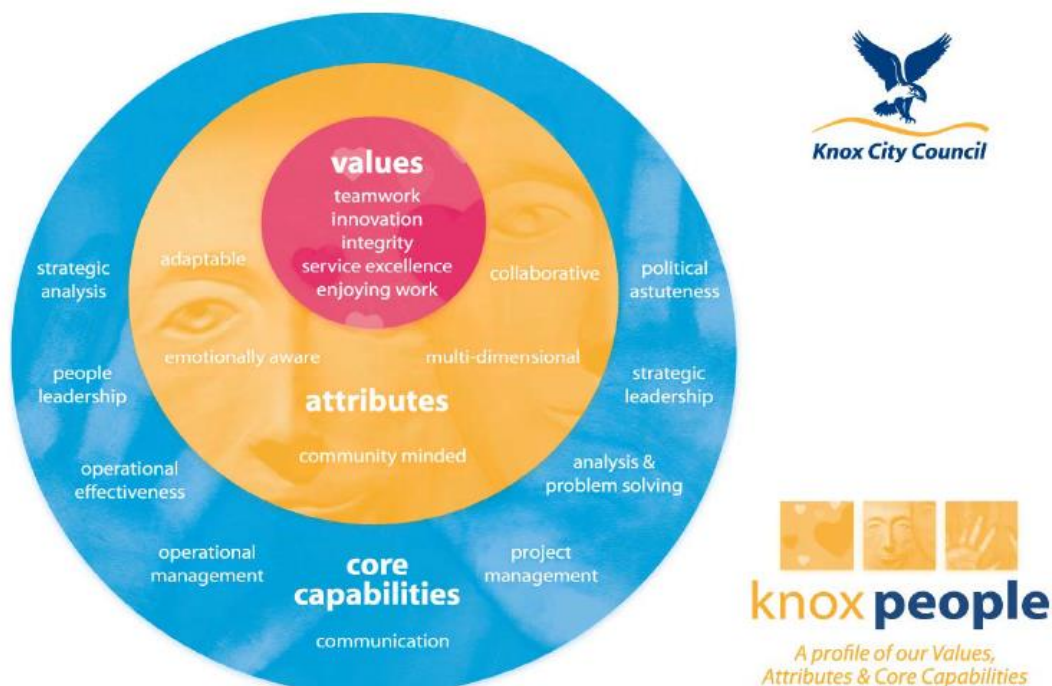 values
teamwork
innovation
integrity
service excellence
enjoying work
adaptable
collaborative
emotionally aware
multi-dimensional
attributes
community minded
strategic
analysis
political
astuteness
people
leadership
strategic
leadership
operational
effectiveness
analysis &
problem solving
operational
management
project
management
core
capabilities
communication
Knox City Council
knox people
A profile of our Values,
Attributes & Core Capabilities